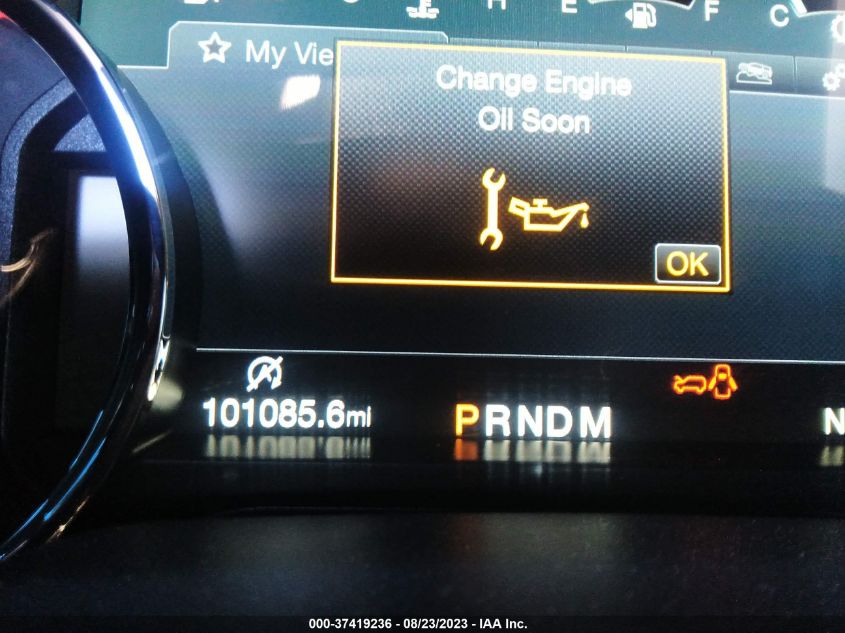 C H E F C
My Vie
Change Engine
Oil Soon
OK
101085.6mi
PRNDM
N
000-37419236 - 08/23/2023 - IAA Inc.